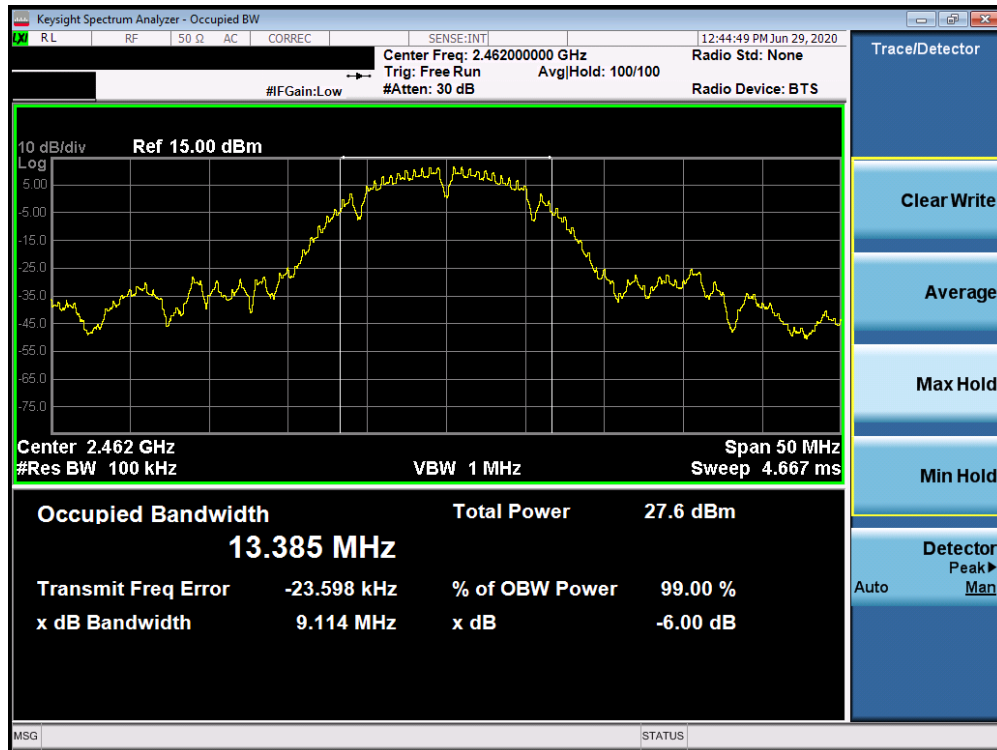 Keysight Spectrum Analyzer - Occupied BW
LXI RL RF 50 Ω AC CORREC SENSE:INT 12:44:49 PM Jun 29, 2020
Center Freq: 2.462000000 GHz Radio Std: None
Trig: Free Run Avg|Hold: 100/100
#IFGain:Low #Atten: 30 dB Radio Device: BTS
Trace/Detector
10 dB/div Ref 15.00 dBm
Log
5.00
-5.00
-15.0
-25.0
-35.0
-45.0
-55.0
-65.0
-75.0
Center 2.462 GHz Span 50 MHz
#Res BW 100 kHz VBW 1 MHz Sweep 4.667 ms
Clear Write
Average
Max Hold
Min Hold
Detector
Peak▶
Auto Man
Occupied Bandwidth Total Power 27.6 dBm
13.385 MHz
Transmit Freq Error -23.598 kHz % of OBW Power 99.00 %
x dB Bandwidth 9.114 MHz x dB -6.00 dB
MSG STATUS